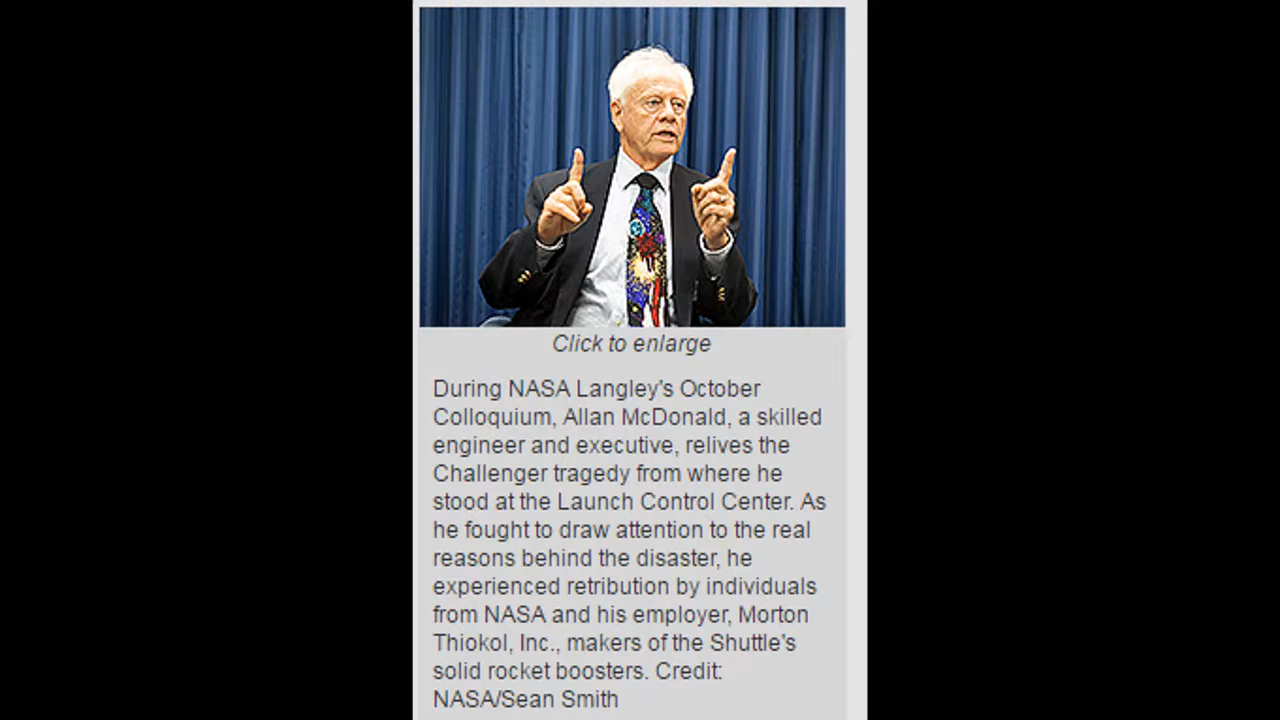 Click to enlarge
During NASA Langley's October
Colloquium, Allan McDonald, a skilled
engineer and executive, relives the
Challenger tragedy from where he
stood at the Launch Control Center. As
he fought to draw attention to the real
reasons behind the disaster, he
experienced retribution by individuals
from NASA and his employer, Morton
Thiokol, Inc., makers of the Shuttle's
solid rocket boosters. Credit:
NASA/Sean Smith